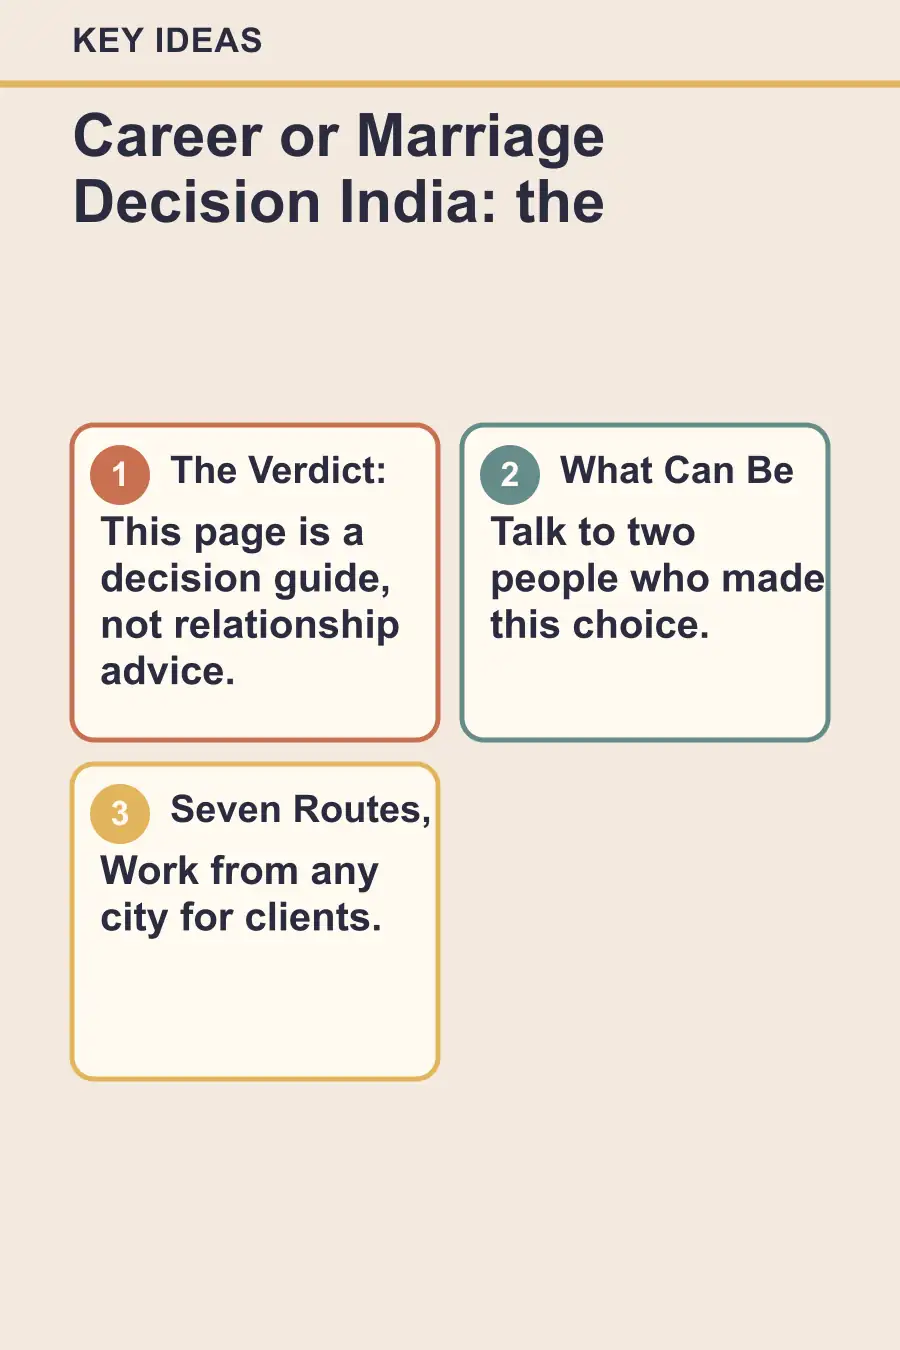 KEY IDEAS
Career or Marriage
Decision India: the
1 The Verdict:
This page is a
decision guide,
not relationship
advice.
2 What Can Be
Talk to two
people who made
this choice.
3 Seven Routes,
Work from any
city for clients.